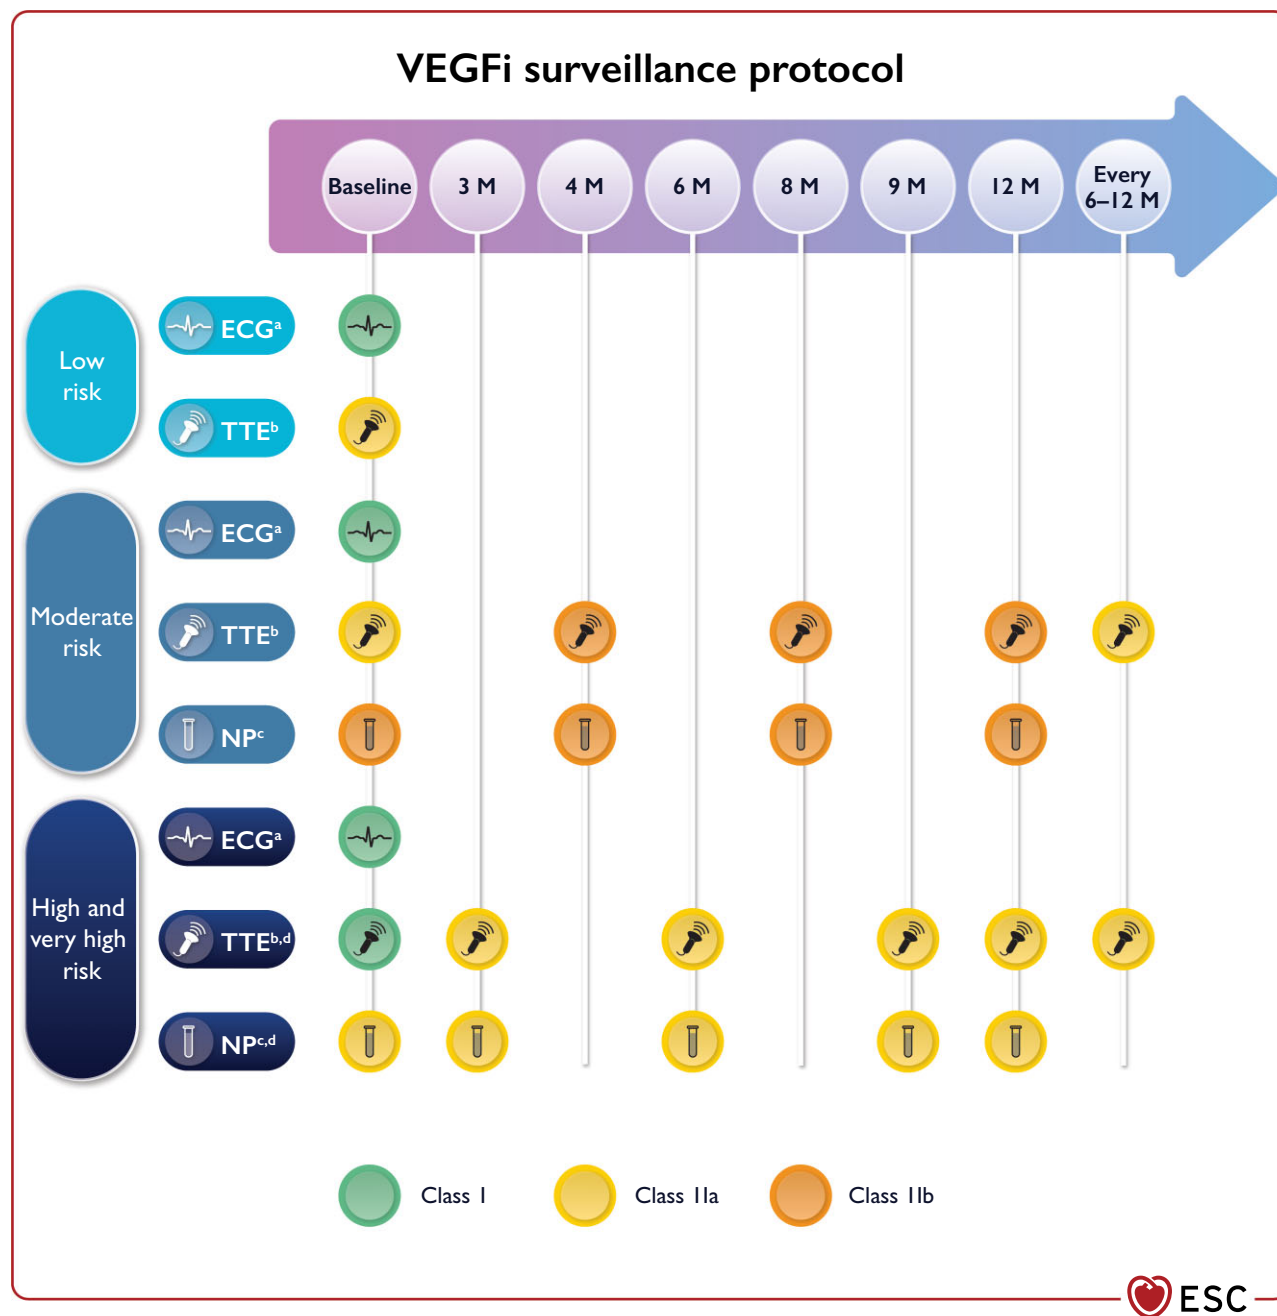 VEGFi surveillance protocol
Baseline
3 M
4 M
6 M
8 M
9 M
12 M
Every
6–12 M
Low
risk
ECGᵃ
TTEᵇ
Moderate
risk
ECGᵃ
TTEᵇ
NPᶜ
High and
very high
risk
ECGᵃ
TTEᵇ,ᵈ
NPᶜ,ᵈ
Class I
Class IIa
Class IIb
ESC